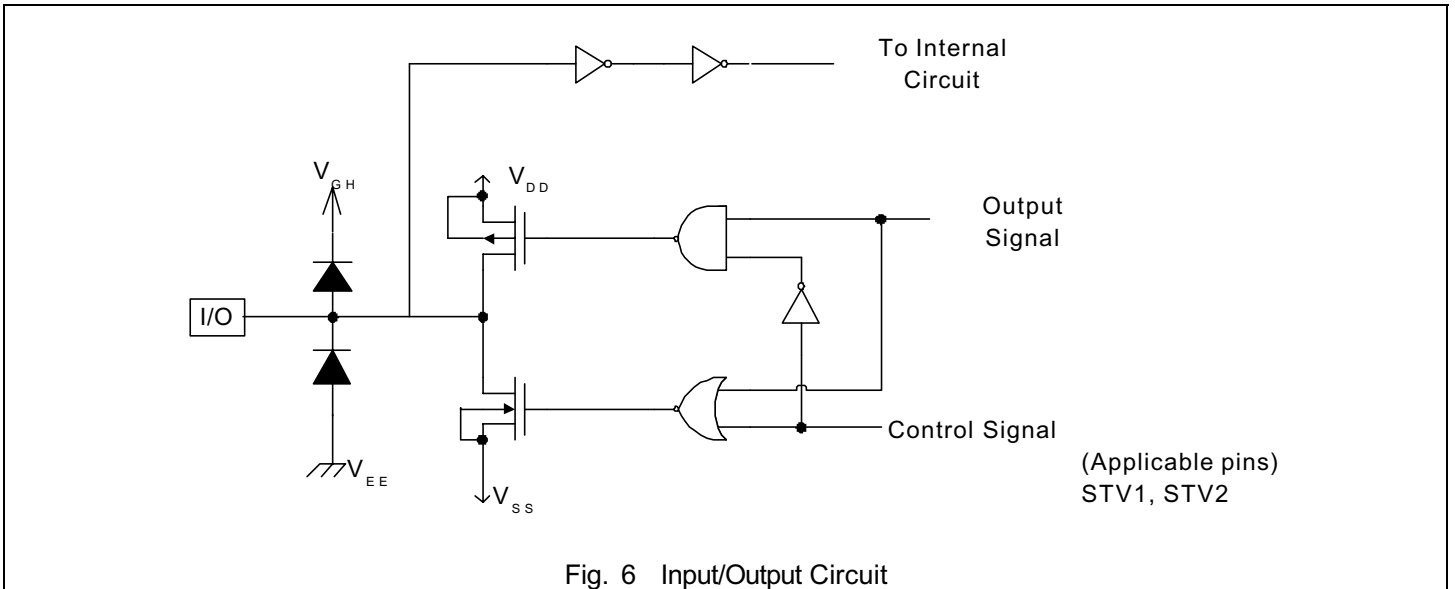 To Internal
Circuit
V GH
V DD
Output
Signal
I/O
Control Signal
(Applicable pins)
STV1, STV2
V EE
V SS
Fig. 6 Input/Output Circuit